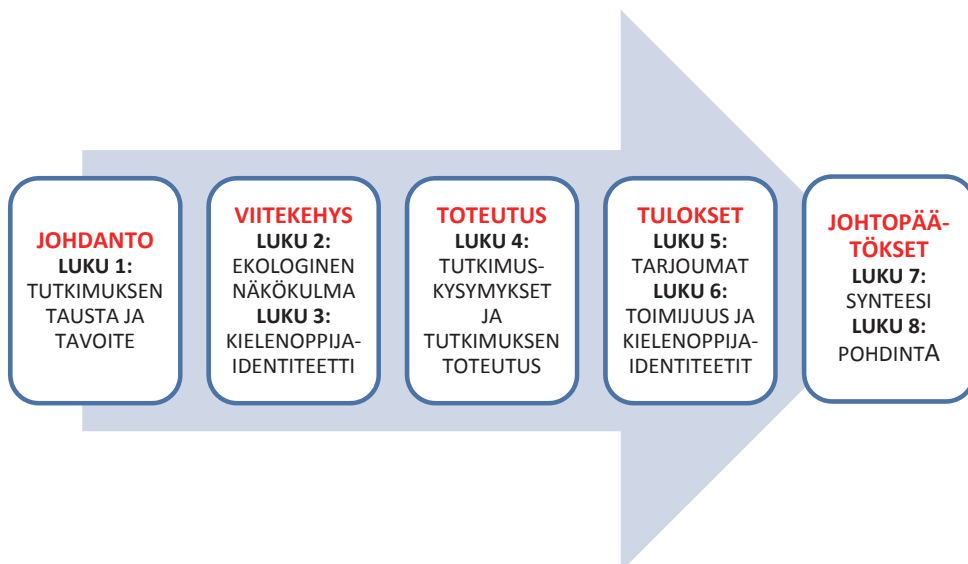 JOHDANTO
LUKU 1:
TUTKIMUKSEN
TAUSTA JA
TAVOITE
VIITEKEHYS
LUKU 2:
EKOLOGINEN
NÄKÖKULMA
LUKU 3:
KIELENOPPIJA-
IDENTITEETTI
TOTEUTUS
LUKU 4:
TUTKIMUS-
KYSYMYKSET
JA
TUTKIMUKSEN
TOTEUTUS
TULOKSET
LUKU 5:
TARJOUMAT
LUKU 6:
TOIMIJUUS JA
KIELENOPPIJA-
IDENTITEETIT
JOHTOPÄÄ-
TÖKSET
LUKU 7:
SYNTEESI
LUKU 8:
POHDINTA